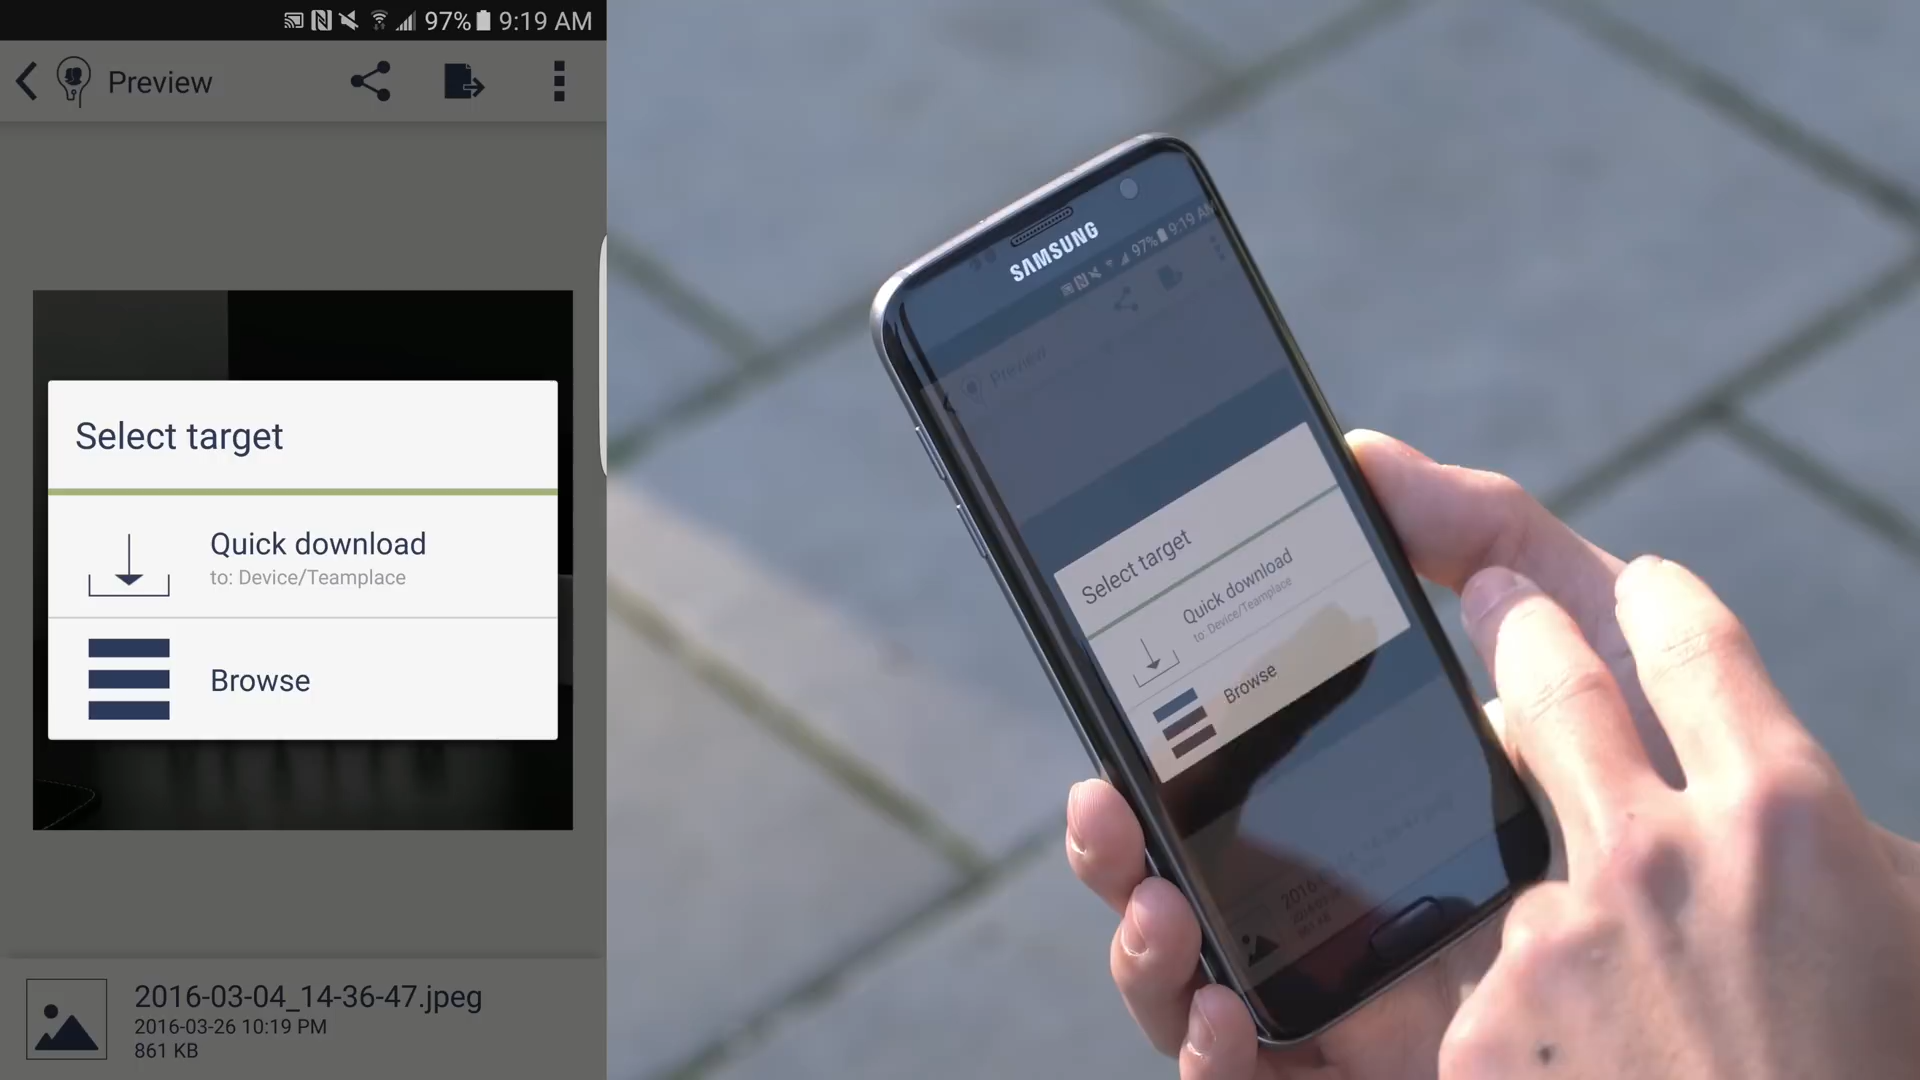 97% 9:19 AM
Preview
Select target
Quick download
to: Device/Teamplace
Browse
2016-03-04_14-36-47.jpeg
2016-03-26 10:19 PM
861 KB
SAMSUNG
97% 9:19 AM
Preview
Select target
Quick download
to: Device/Teamplace
Browse